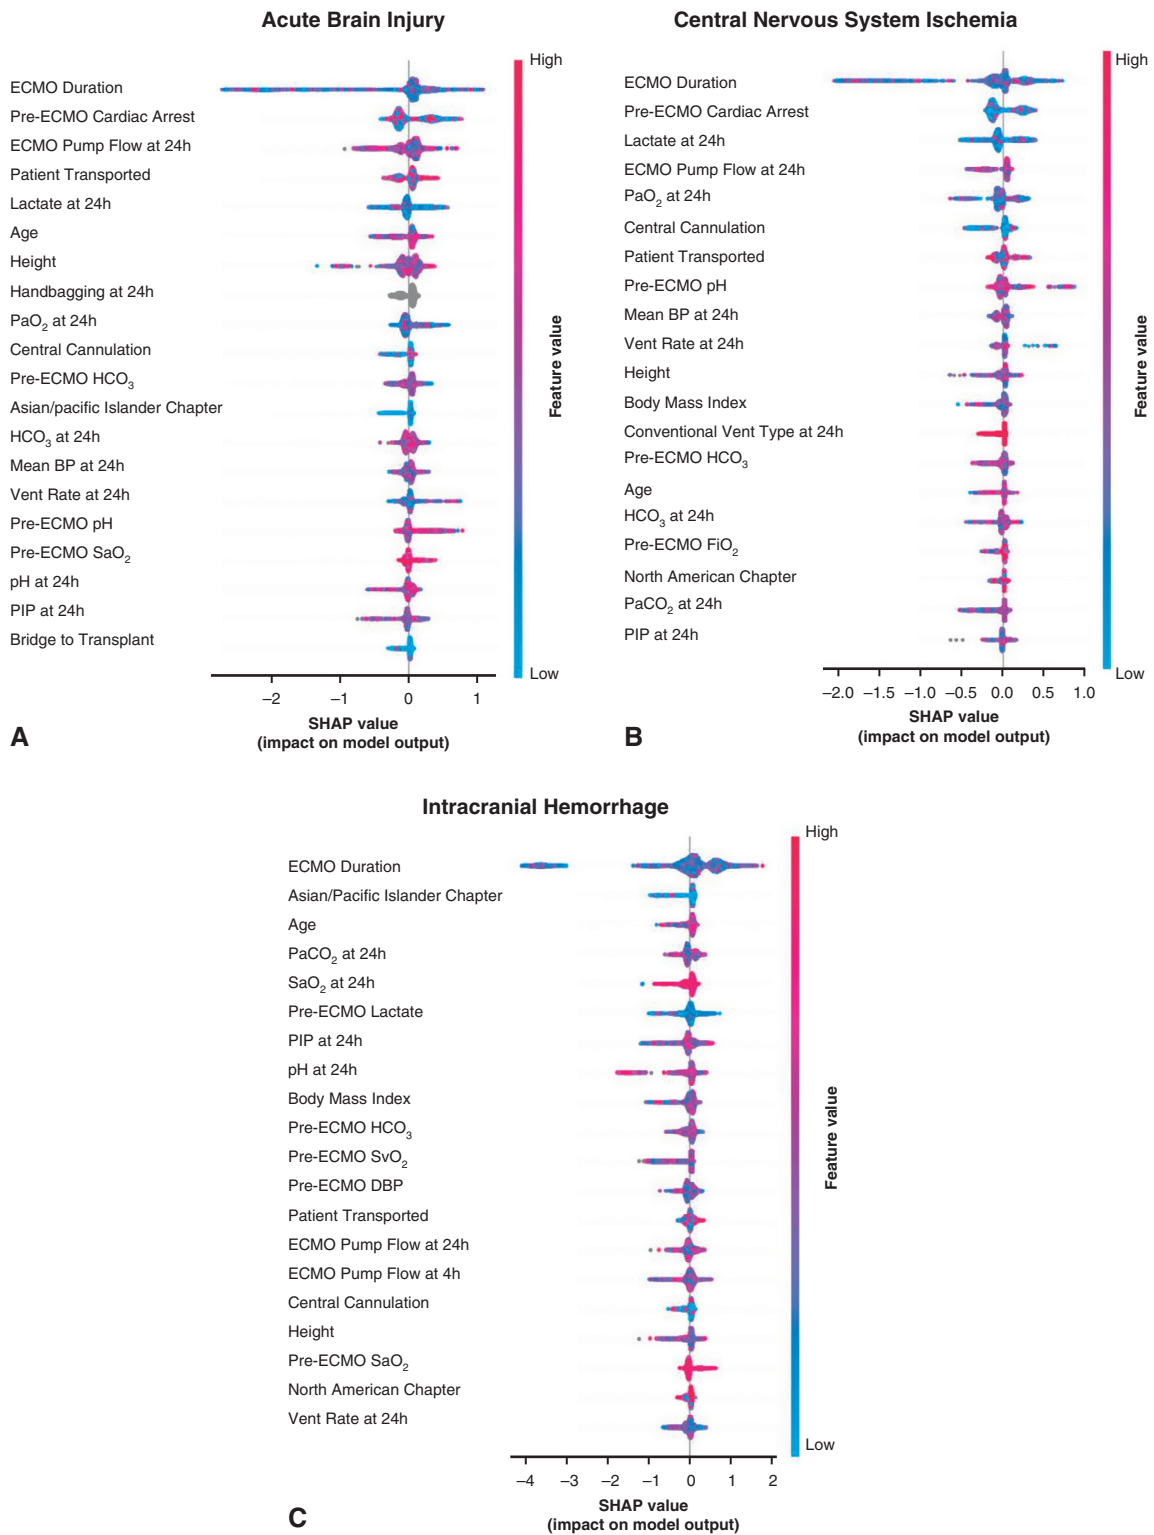 Acute Brain Injury
High
ECMO Duration
Pre-ECMO Cardiac Arrest
ECMO Pump Flow at 24h
Patient Transported
Lactate at 24h
Age
Height
Handbagging at 24h
PaO2 at 24h
Central Cannulation
Pre-ECMO HCO3
Asian/pacific Islander Chapter
HCO3 at 24h
Mean BP at 24h
Vent Rate at 24h
Pre-ECMO pH
Pre-ECMO SaO2
pH at 24h
PIP at 24h
Bridge to Transplant
Low
Feature value
−2 −1 0 1
SHAP value
(impact on model output)
A
Central Nervous System Ischemia
High
ECMO Duration
Pre-ECMO Cardiac Arrest
Lactate at 24h
ECMO Pump Flow at 24h
PaO2 at 24h
Central Cannulation
Patient Transported
Pre-ECMO pH
Mean BP at 24h
Vent Rate at 24h
Height
Body Mass Index
Conventional Vent Type at 24h
Pre-ECMO HCO3
Age
HCO3 at 24h
Pre-ECMO FiO2
North American Chapter
PaCO2 at 24h
PIP at 24h
Low
Feature value
−2.0 −1.5 −1.0 −0.5 0.0 0.5 1.0
SHAP value
(impact on model output)
B
Intracranial Hemorrhage
High
ECMO Duration
Asian/Pacific Islander Chapter
Age
PaCO2 at 24h
SaO2 at 24h
Pre-ECMO Lactate
PIP at 24h
pH at 24h
Body Mass Index
Pre-ECMO HCO3
Pre-ECMO SvO2
Pre-ECMO DBP
Patient Transported
ECMO Pump Flow at 24h
ECMO Pump Flow at 4h
Central Cannulation
Height
Pre-ECMO SaO2
North American Chapter
Vent Rate at 24h
Low
Feature value
−4 −3 −2 −1 0 1 2
SHAP value
(impact on model output)
C